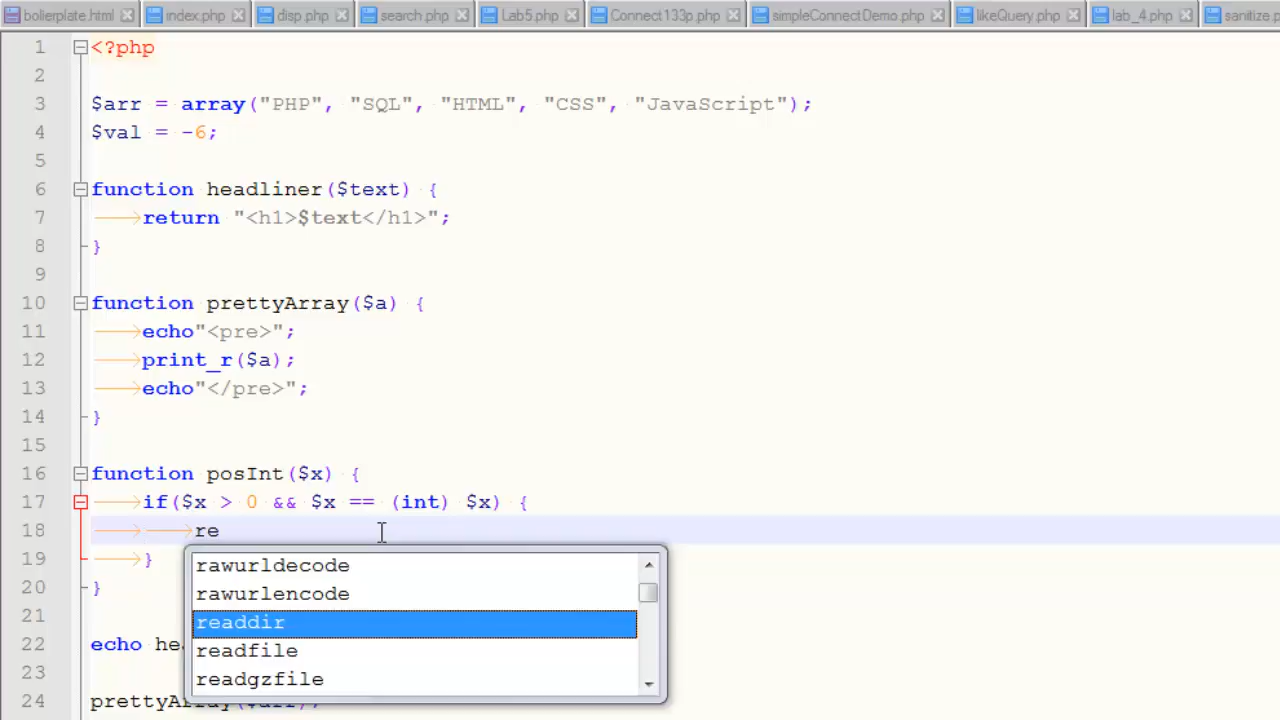 boilerplate.html index.php disp.php search.php Lab5.php Connect133p.php simpleConnectDemo.php likeQuery.php lab_4.php sanitize.p
1 <?php
2
3 $arr = array("PHP", "SQL", "HTML", "CSS", "JavaScript");
4 $val = -6;
5
6 function headliner($text) {
7 return "<h1>$text</h1>";
8 }
9
10 function prettyArray($a) {
11 echo"<pre>";
12 print_r($a);
13 echo"</pre>";
14 }
15
16 function posInt($x) {
17 if($x > 0 && $x == (int) $x) {
18 re
19 }
rawurldecode
20 }
rawurlencode
21
readdir
22 echo hea
readfile
23
readgzfile
24 prettyArray($arr);